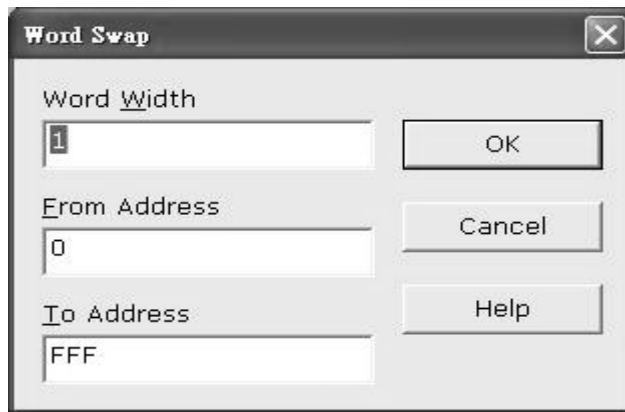 Word Swap
Word Width
1
OK
From Address
0
Cancel
To Address
FFF
Help